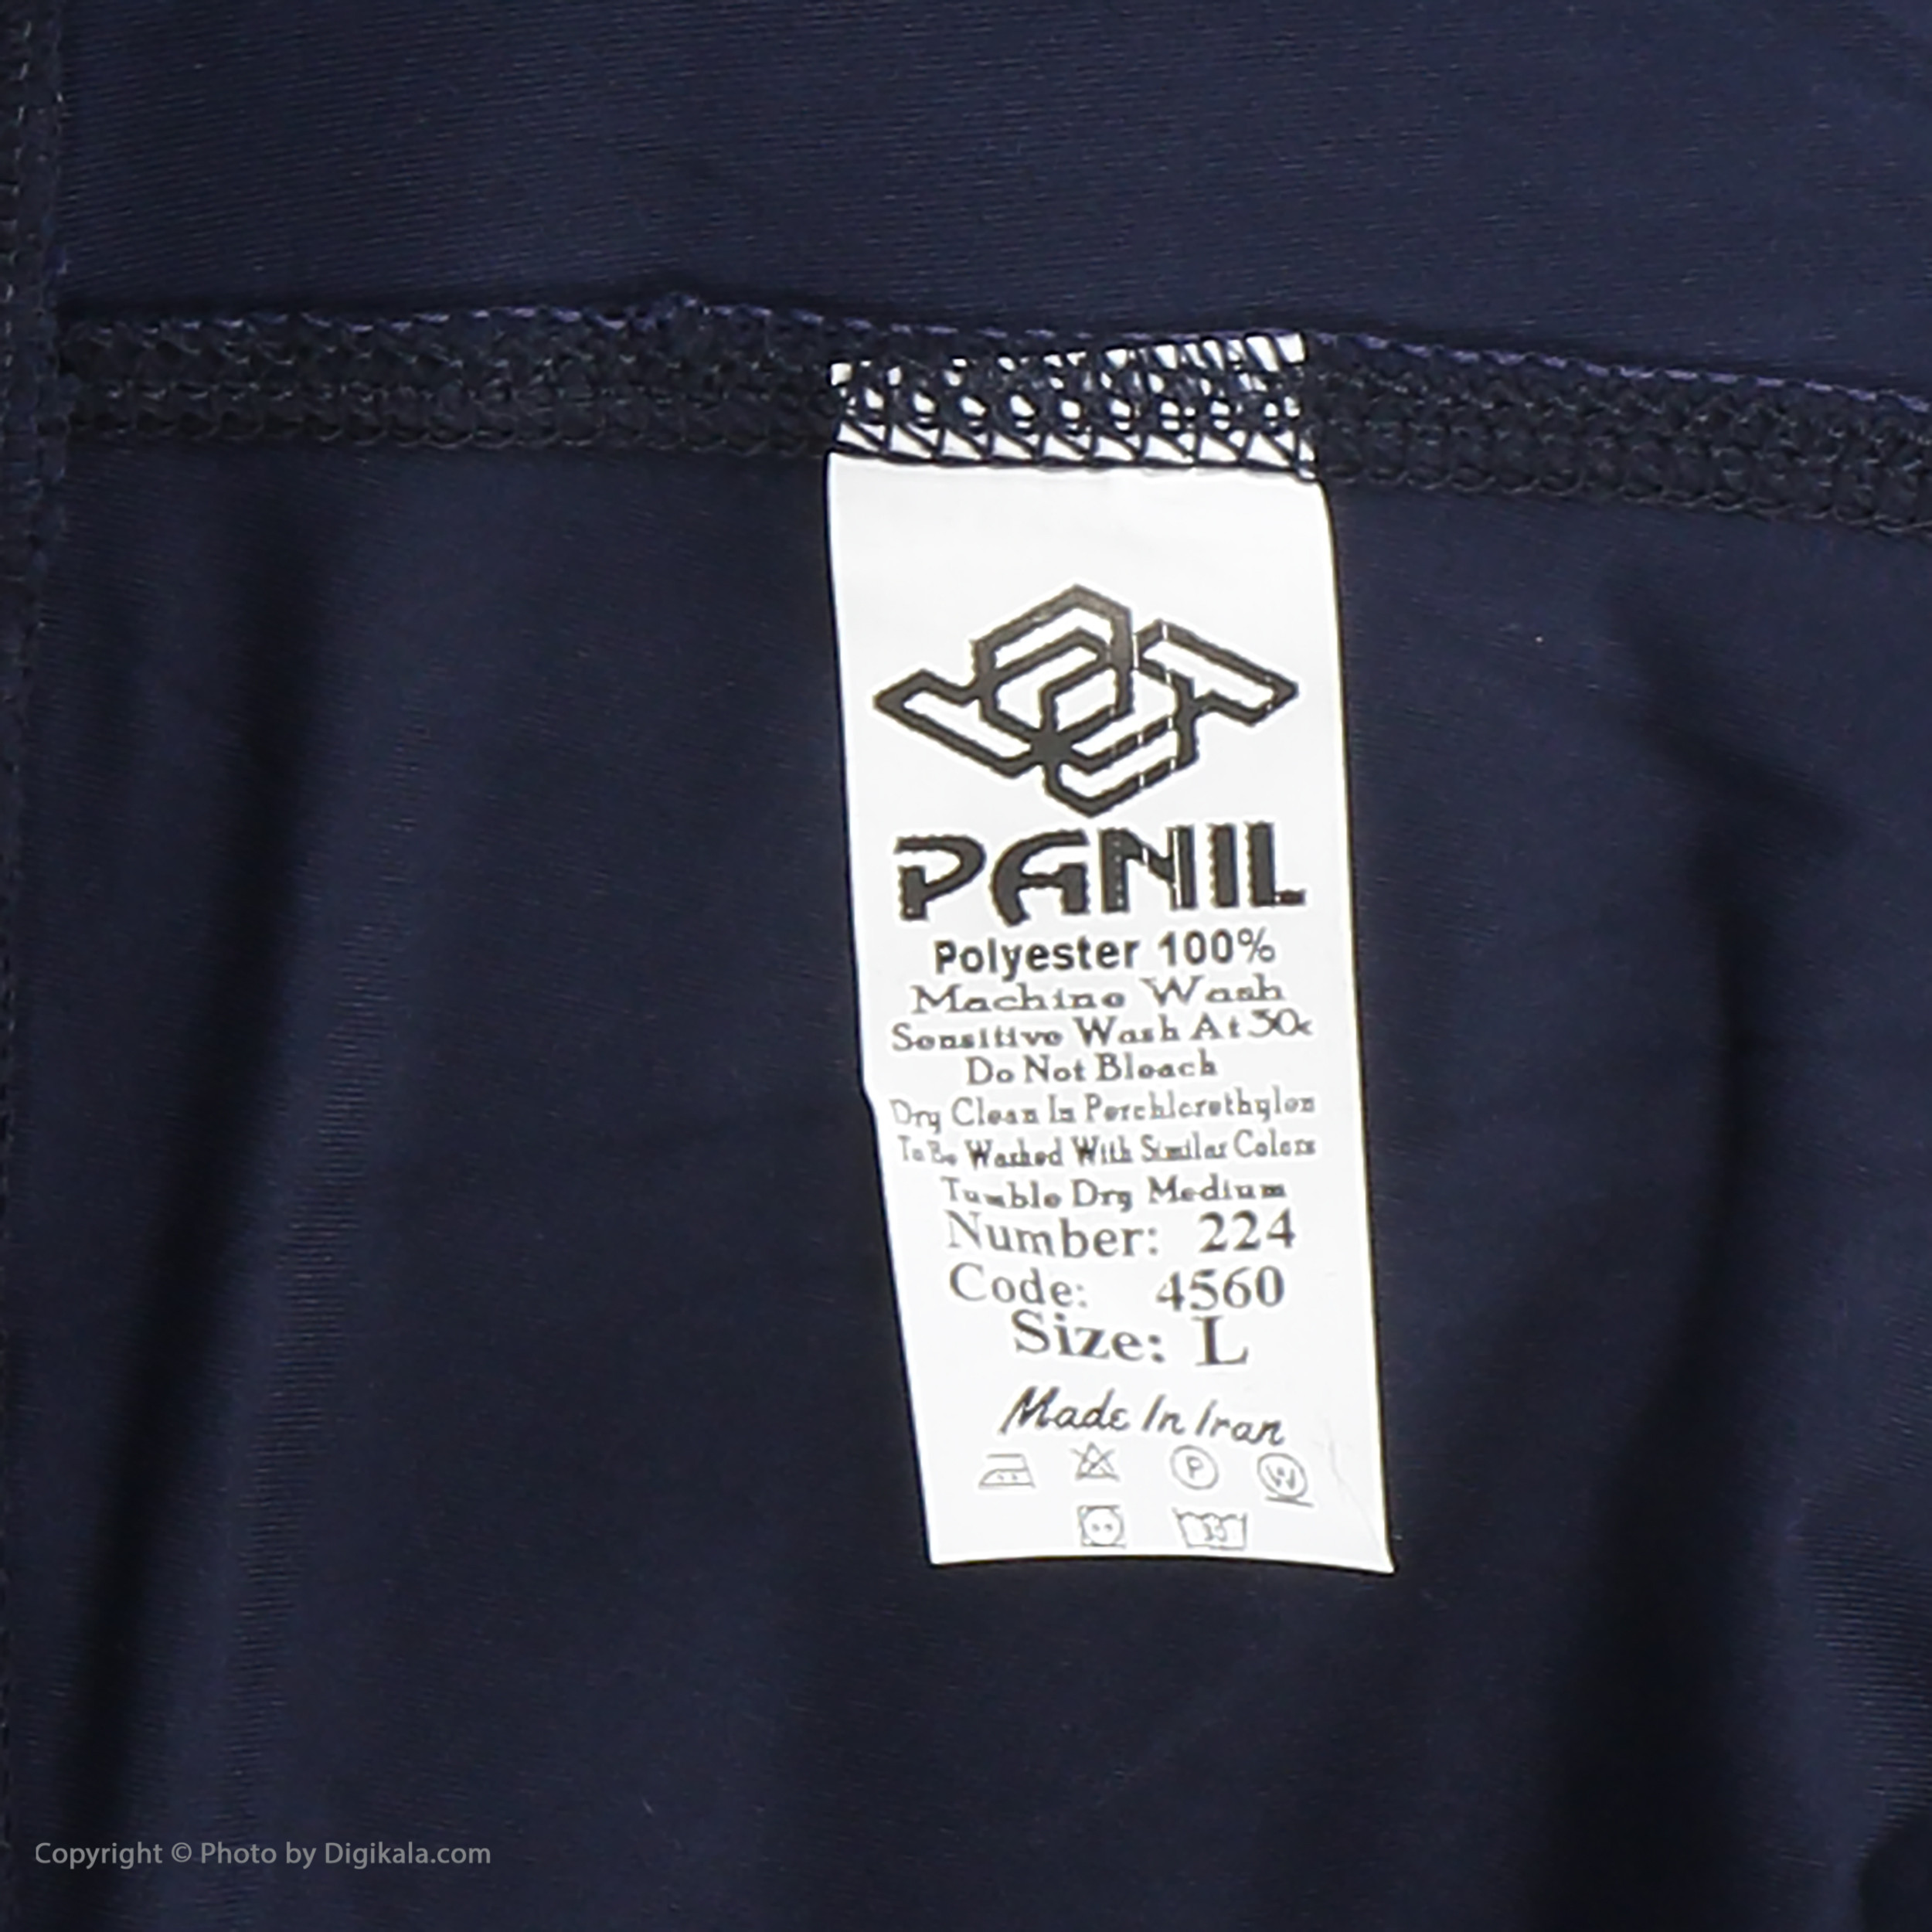 PANIL
Polyester 100%
Machine Wash
Sensitive Wash At 30c
Do Not Bleach
Dry Clean In Perchlorethylen
To Be Washed With Similar Colors
Tumble Dry Medium
Number: 224
Code: 4560
Size: L
Made In Iran
P W
Copyright © Photo by Digikala.com